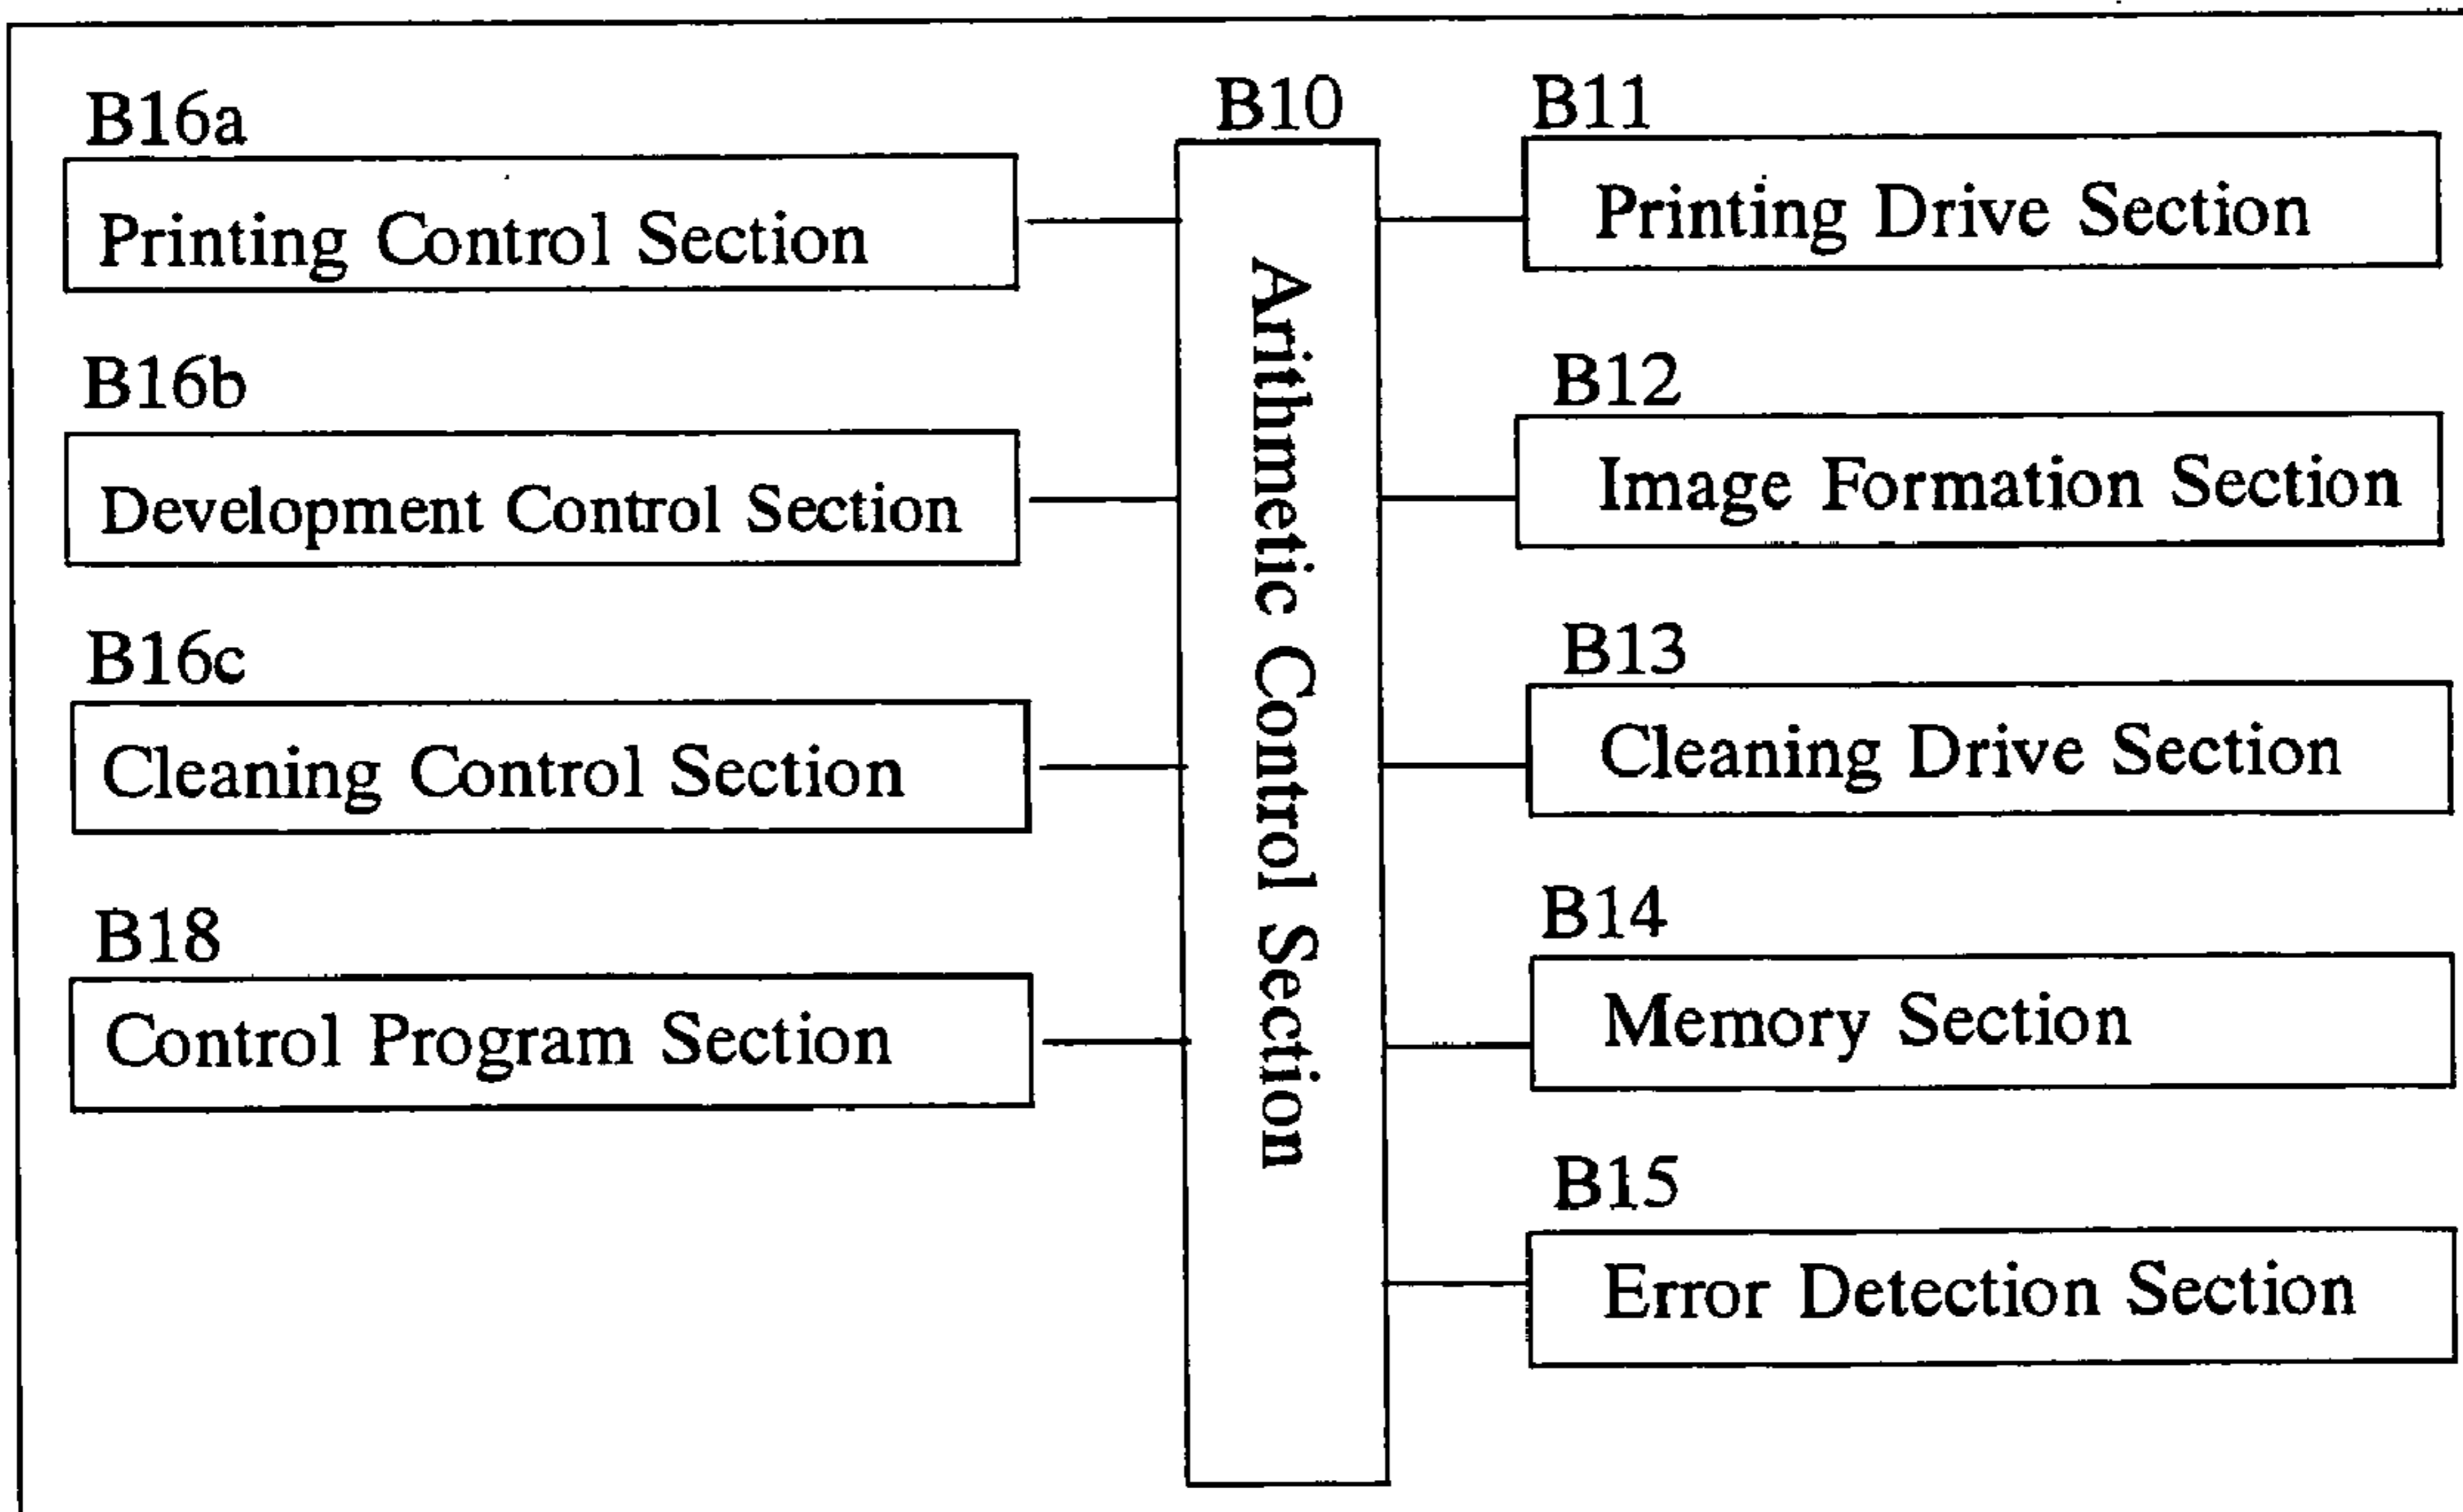 B16a
Printing Control Section
B16b
Development Control Section
B16c
Cleaning Control Section
B18
Control Program Section
B10
Arithmetic Control Section
B11
Printing Drive Section
B12
Image Formation Section
B13
Cleaning Drive Section
B14
Memory Section
B15
Error Detection Section